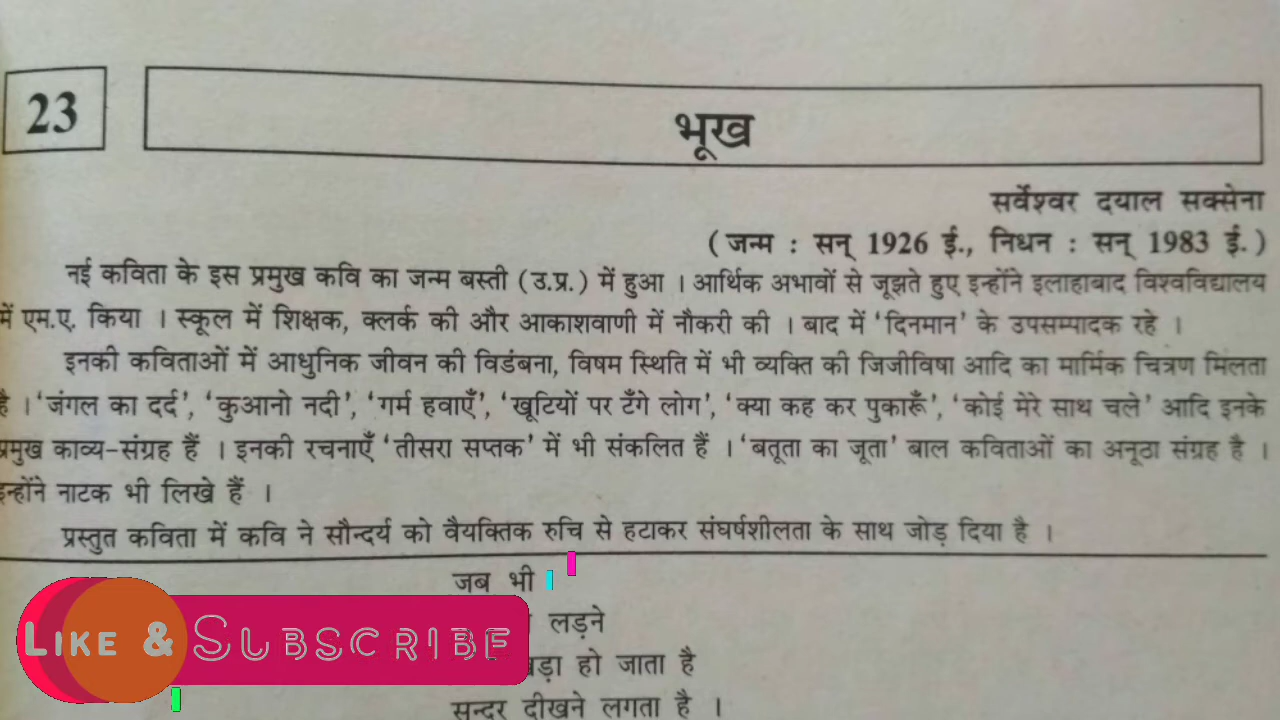 23
भूख
सर्वेश्वर दयाल सक्सेना
( जन्म : सन् 1926 ई., निधन : सन् 1983 ई. )
नई कविता के इस प्रमुख कवि का जन्म बस्ती (उ.प्र.) में हुआ । आर्थिक अभावों से जूझते हुए इन्होंने इलाहाबाद विश्वविद्यालय
में एम.ए. किया । स्कूल में शिक्षक, क्लर्क की और आकाशवाणी में नौकरी की । बाद में ‘दिनमान’ के उपसम्पादक रहे ।
इनकी कविताओं में आधुनिक जीवन की विडंबना, विषम स्थिति में भी व्यक्ति की जिजीविषा आदि का मार्मिक चित्रण मिलता
है । ‘जंगल का दर्द’, ‘कुआनो नदी’, ‘गर्म हवाएँ’, ‘खूटियों पर टँगे लोग’, ‘क्या कह कर पुकारूँ’, ‘कोई मेरे साथ चले’ आदि इनके
प्रमुख काव्य-संग्रह हैं । इनकी रचनाएँ ‘तीसरा सप्तक’ में भी संकलित हैं । ‘बतूता का जूता’ बाल कविताओं का अनूठा संग्रह है ।
इन्होंने नाटक भी लिखे हैं ।
प्रस्तुत कविता में कवि ने सौन्दर्य को वैयक्तिक रुचि से हटाकर संघर्षशीलता के साथ जोड़ दिया है ।
जब भी
लड़ने
हो जाता है
सुन्दर दीखने लगता है ।
LIKE & SUBSCRIBE